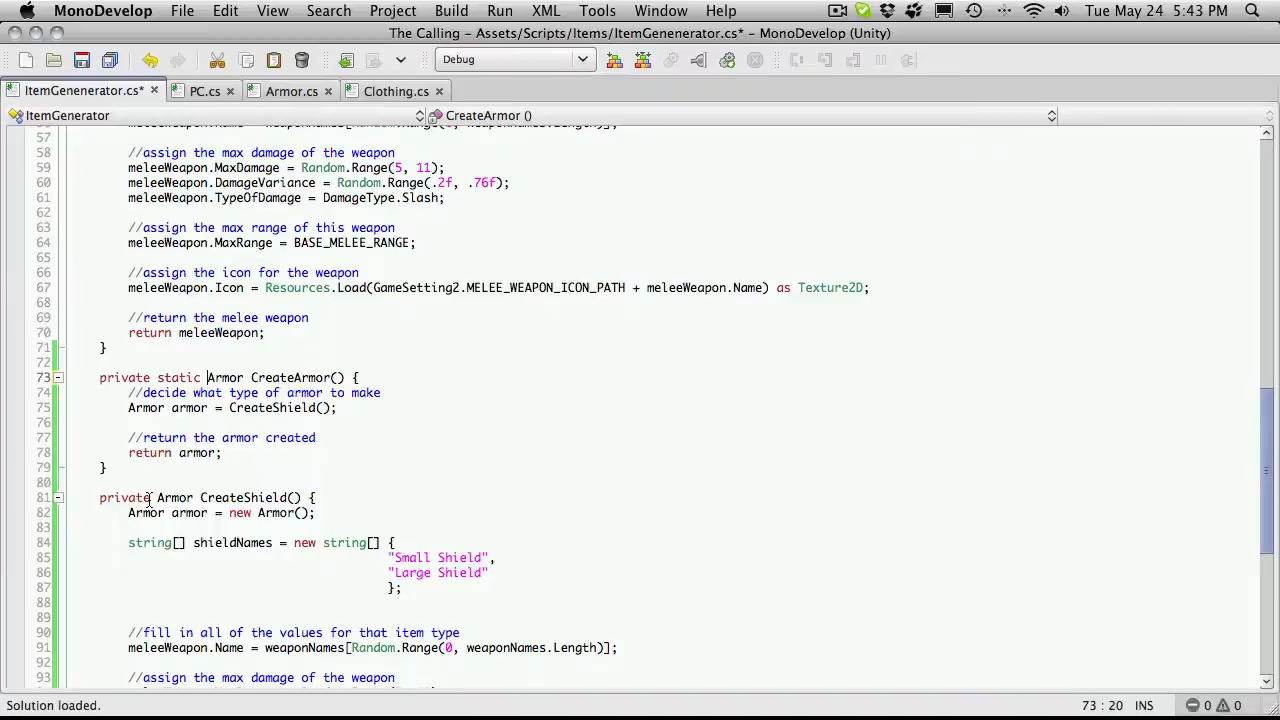 MonoDevelop File Edit View Search Project Build Run XML Tools Window Help Tue May 24 5:43 PM
The Calling – Assets/Scripts/Items/ItemGenenerator.cs* – MonoDevelop (Unity)
Debug
ItemGenenerator.cs* PC.cs Armor.cs Clothing.cs
ItemGenerator CreateArmor ()
57
58 //assign the max damage of the weapon
59 meleeWeapon.MaxDamage = Random.Range(5, 11);
60 meleeWeapon.DamageVariance = Random.Range(.2f, .76f);
61 meleeWeapon.TypeOfDamage = DamageType.Slash;
62
63 //assign the max range of this weapon
64 meleeWeapon.MaxRange = BASE_MELEE_RANGE;
65
66 //assign the icon for the weapon
67 meleeWeapon.Icon = Resources.Load(GameSetting2.MELEE_WEAPON_ICON_PATH + meleeWeapon.Name) as Texture2D;
68
69 //return the melee weapon
70 return meleeWeapon;
71 }
72
73 private static Armor CreateArmor() {
74 //decide what type of armor to make
75 Armor armor = CreateShield();
76
77 //return the armor created
78 return armor;
79 }
80
81 private Armor CreateShield() {
82 Armor armor = new Armor();
83
84 string[] shieldNames = new string[] {
85 "Small Shield",
86 "Large Shield"
87 };
88
89
90 //fill in all of the values for that item type
91 meleeWeapon.Name = weaponNames[Random.Range(0, weaponNames.Length)];
92
93 //assign the max damage of the weapon
Solution loaded. 73 : 20 INS 0 0